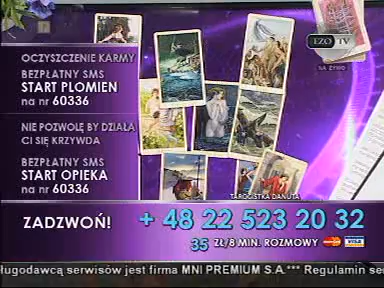 OCZYSZCZENIE KARMY
BEZPŁATNY SMS
START PLOMIEN
na nr 60336
NIE POZWOLĘ BY DZIAŁA
CI SIĘ KRZYWDA
BEZPŁATNY SMS
START OPIEKA
na nr 60336
EZO TV
NA ŻYWO
TAROCISTKA DANUTA
ZADZWOŃ!
+ 48 22 523 20 32
35 ZŁ/8 MIN. ROZMOWY
VISA
ługodawcą serwisów jest firma MNI PREMIUM S.A.*** Regulamin se